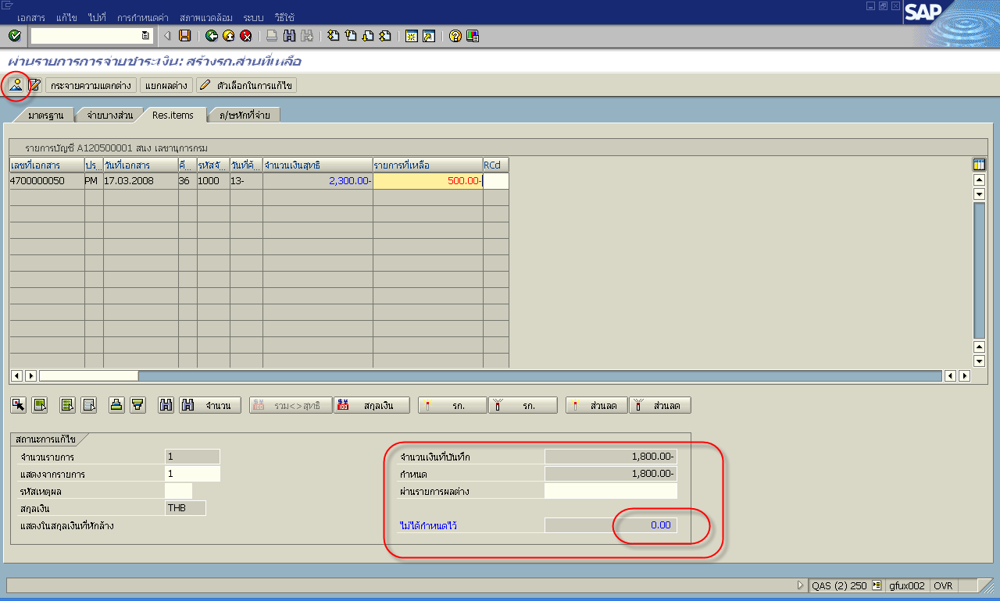 เอกสาร แก้ไข ไปที่ การกำหนดค่า สภาพแวดล้อม ระบบ วิธีใช้
SAP
ผ่านรายการการจ่ายชำระเงิน: สร้างรก.ส่วนที่เหลือ
กระจายความแตกต่าง แยกผลต่าง ตัวเลือกในการแก้ไข
มาตรฐาน จ่ายบางส่วน Res.items ภ/ษหักที่จ่าย
รายการบัญชี A120500001 สนง เลขานุการกรม
เลขที่เอกสาร ปร... วันที่เอกสาร คี... รหัสจั... วันที่คั... จำนวนเงินสุทธิ รายการที่เหลือ RCd
4700000050 PM 17.03.2008 36 1000 13- 2,300.00- 500.00-
จำนวน รวม<>สุทธิ สกุลเงิน รก. รก. ส่วนลด ส่วนลด
สถานะการแก้ไข
จำนวนรายการ 1 จำนวนเงินที่บันทึก 1,800.00-
แสดงจากรายการ 1 กำหนด 1,800.00-
รหัสเหตุผล ผ่านรายการผลต่าง
สกุลเงิน THB
แสดงในสกุลเงินที่หักล้าง ไม่ได้กำหนดไว้ 0.00
QAS (2) 250 gfux002 OVR